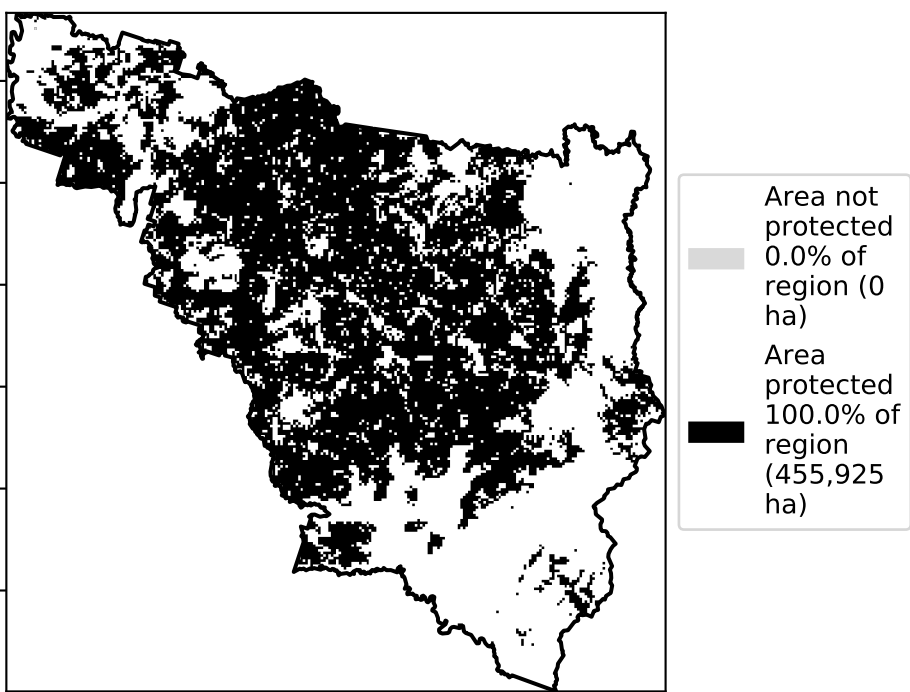 Area not
protected
0.0% of
region (0
ha)
Area
protected
100.0% of
region
(455,925
ha)